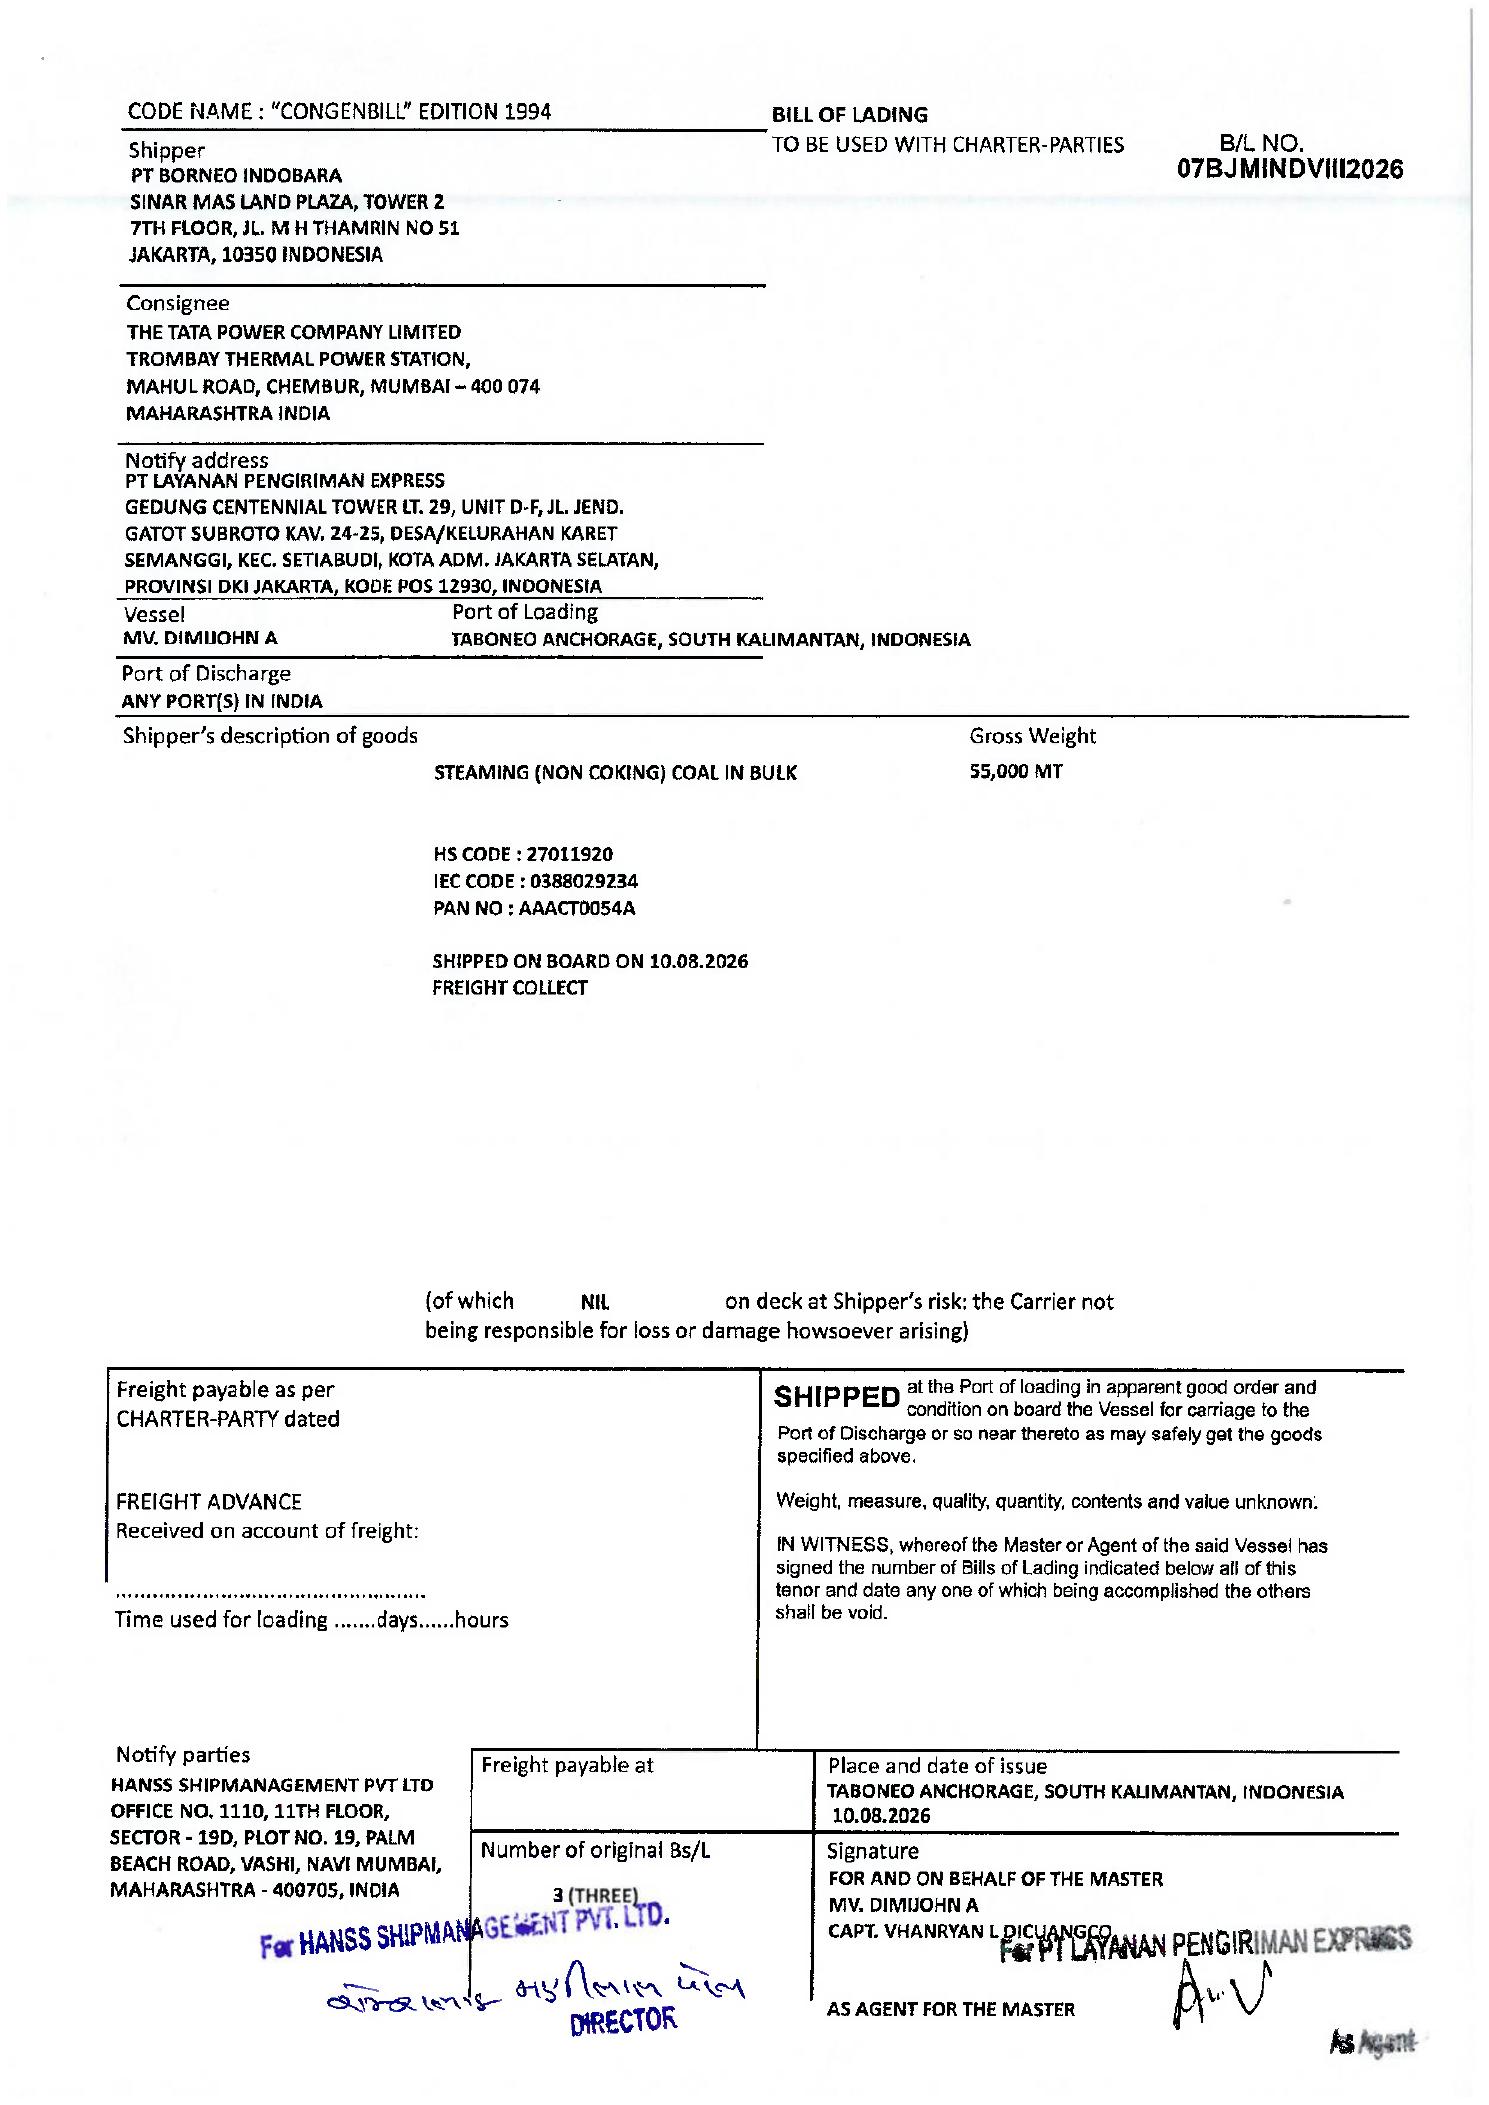 CODE NAME : "CONGENBILL" EDITION 1994
BILL OF LADING
TO BE USED WITH CHARTER-PARTIES
B/L NO.
07BJMINDVIII2026
Shipper
PT BORNEO INDOBARA
SINAR MAS LAND PLAZA, TOWER 2
7TH FLOOR, JL. M H THAMRIN NO 51
JAKARTA, 10350 INDONESIA
Consignee
THE TATA POWER COMPANY LIMITED
TROMBAY THERMAL POWER STATION,
MAHUL ROAD, CHEMBUR, MUMBAI – 400 074
MAHARASHTRA INDIA
Notify address
PT LAYANAN PENGIRIMAN EXPRESS
GEDUNG CENTENNIAL TOWER LT. 29, UNIT D-F, JL. JEND.
GATOT SUBROTO KAV. 24-25, DESA/KELURAHAN KARET
SEMANGGI, KEC. SETIABUDI, KOTA ADM. JAKARTA SELATAN,
PROVINSI DKI JAKARTA, KODE POS 12930, INDONESIA
Vessel Port of Loading
MV. DIMIJOHN A TABONEO ANCHORAGE, SOUTH KALIMANTAN, INDONESIA
Port of Discharge
ANY PORT(S) IN INDIA
Shipper's description of goods Gross Weight
STEAMING (NON COKING) COAL IN BULK 55,000 MT
HS CODE : 27011920
IEC CODE : 0388029234
PAN NO : AAACT0054A
SHIPPED ON BOARD ON 10.08.2026
FREIGHT COLLECT
(of which NIL on deck at Shipper's risk: the Carrier not
being responsible for loss or damage howsoever arising)
Freight payable as per
CHARTER-PARTY dated
FREIGHT ADVANCE
Received on account of freight:
................................................
Time used for loading .......days......hours
SHIPPED at the Port of loading in apparent good order and
condition on board the Vessel for carriage to the
Port of Discharge or so near thereto as may safely get the goods
specified above.
Weight, measure, quality, quantity, contents and value unknown.
IN WITNESS, whereof the Master or Agent of the said Vessel has
signed the number of Bills of Lading indicated below all of this
tenor and date any one of which being accomplished the others
shall be void.
Notify parties
HANSS SHIPMANAGEMENT PVT LTD
OFFICE NO. 1110, 11TH FLOOR,
SECTOR - 19D, PLOT NO. 19, PALM
BEACH ROAD, VASHI, NAVI MUMBAI,
MAHARASHTRA - 400705, INDIA
Freight payable at
Number of original Bs/L
3 (THREE)
For HANSS SHIPMANAGEMENT PVT. LTD.
DIRECTOR
Place and date of issue
TABONEO ANCHORAGE, SOUTH KALIMANTAN, INDONESIA
10.08.2026
Signature
FOR AND ON BEHALF OF THE MASTER
MV. DIMIJOHN A
CAPT. VHANRYAN L DICUANGCO
For PT LAYANAN PENGIRIMAN EXPRESS
AS AGENT FOR THE MASTER
As Agent